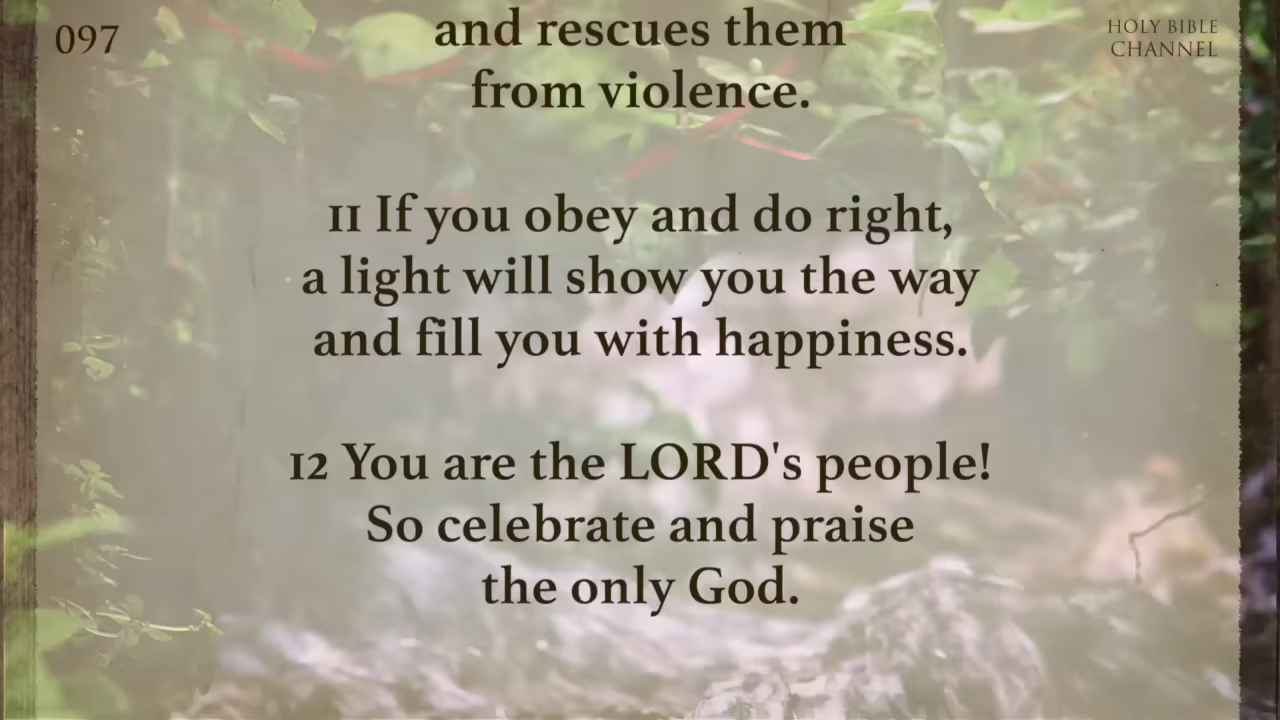 097
HOLY BIBLE
CHANNEL
and rescues them
from violence.
11 If you obey and do right,
a light will show you the way
and fill you with happiness.
12 You are the LORD's people!
So celebrate and praise
the only God.